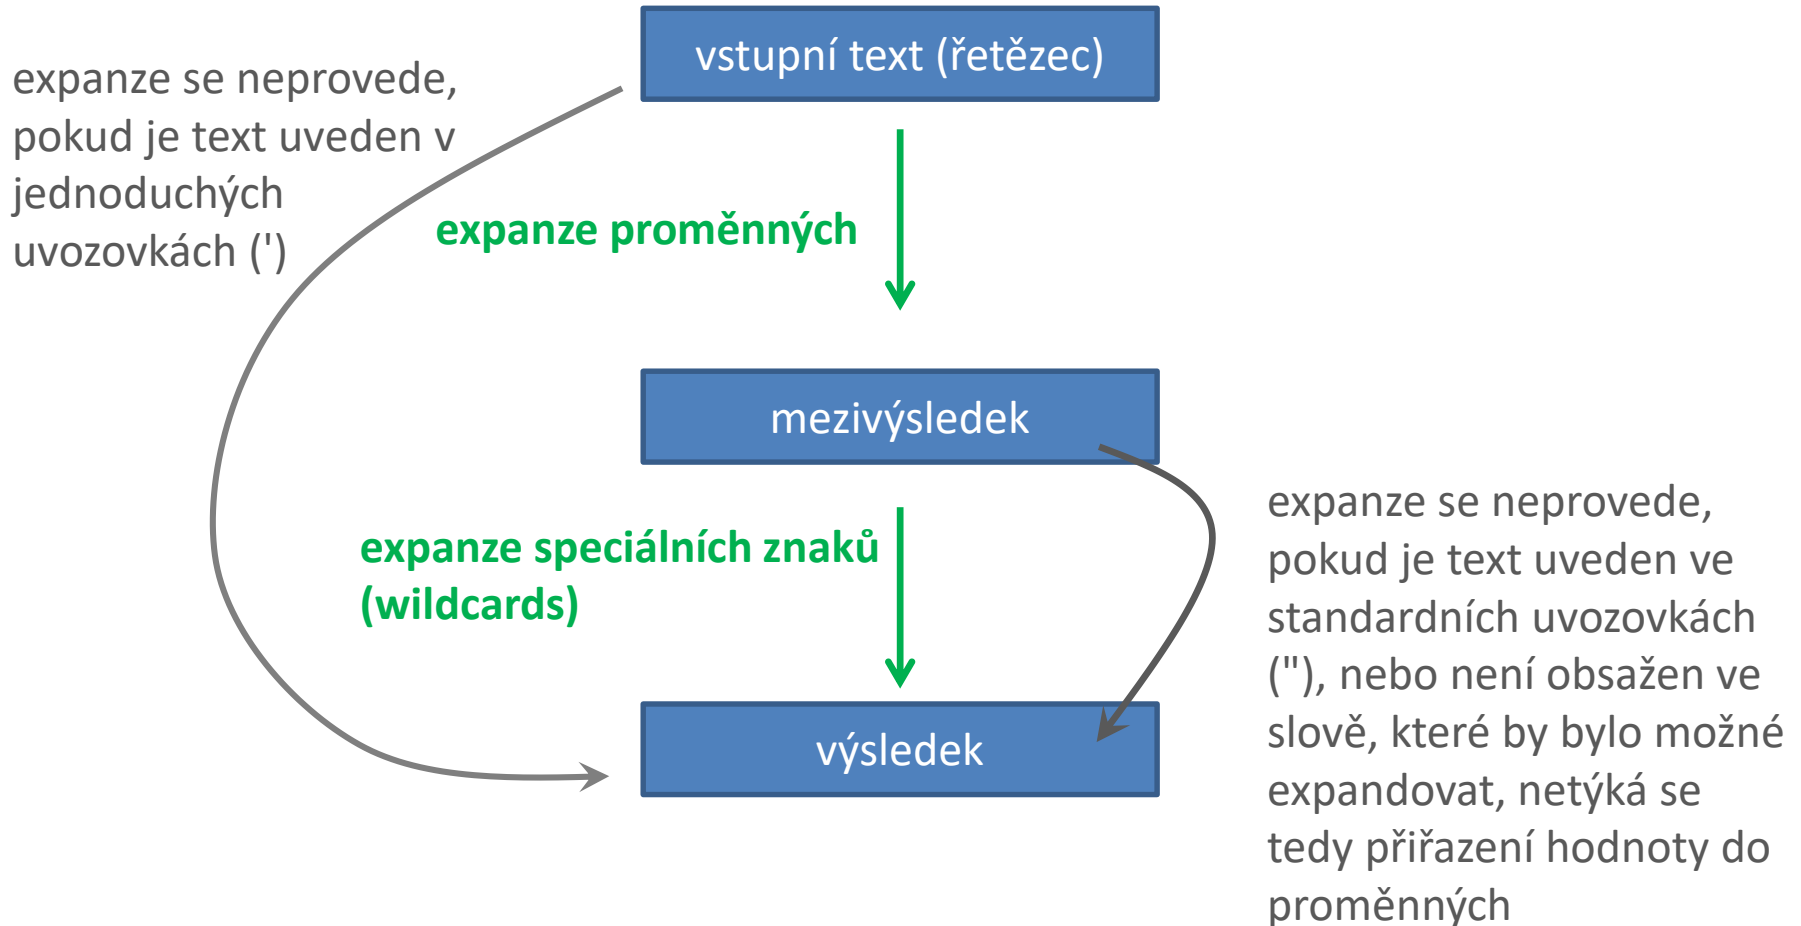 vstupní text (řetězec)
expanze se neprovede,
pokud je text uveden v
jednoduchých
uvozovkách (')
expanze proměnných
mezivýsledek
expanze speciálních znaků
(wildcards)
výsledek
expanze se neprovede,
pokud je text uveden ve
standardních uvozovkách
("), nebo není obsažen ve
slově, které by bylo možné
expandovat, netýká se
tedy přiřazení hodnoty do
proměnných